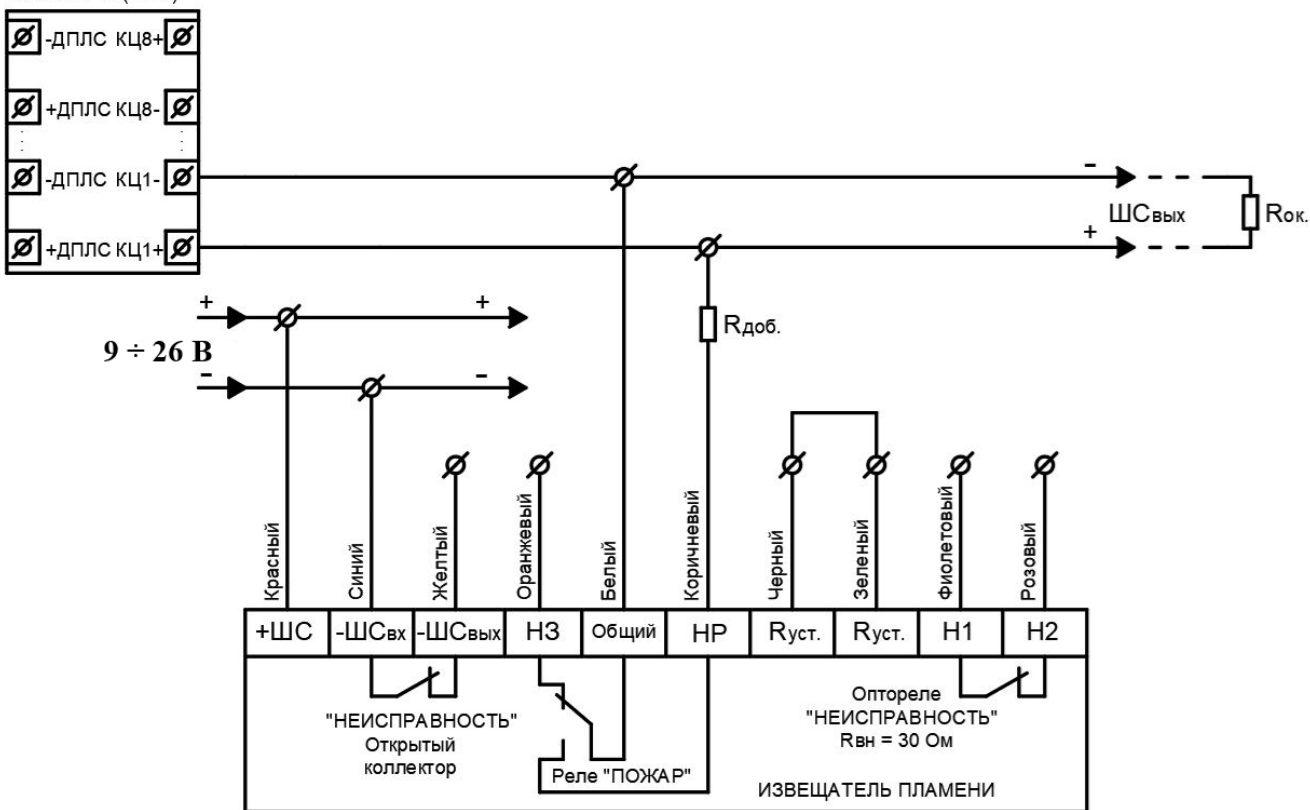 -ДПЛС КЦ8+
+ДПЛС КЦ8-
-ДПЛС КЦ1-
+ДПЛС КЦ1+
-
ШСвых
+
Rок.
+ +
9 ÷ 26 В
- -
Rдоб.
Красный
Синий
Желтый
Оранжевый
Белый
Коричневый
Черный
Зеленый
Фиолетовый
Розовый
+ШС -ШСвх -ШСвых НЗ Общий НР Rуст. Rуст. Н1 Н2
"НЕИСПРАВНОСТЬ"
Открытый
коллектор
Реле "ПОЖАР"
Оптореле
"НЕИСПРАВНОСТЬ"
Rвн = 30 Ом
ИЗВЕЩАТЕЛЬ ПЛАМЕНИ